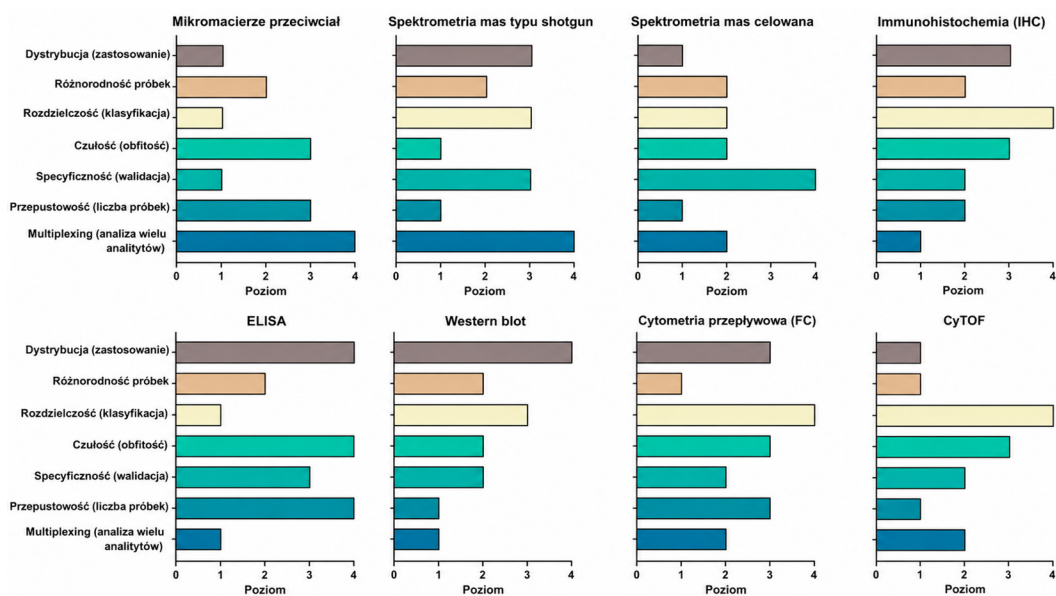 Mikromacierze przeciwciał
Spektrometria mas typu shotgun
Spektrometria mas celowana
Immunohistochemia (IHC)
Dystrybucja (zastosowanie)
Różnorodność próbek
Rozdzielczość (klasyfikacja)
Czułość (obfitość)
Specyficzność (walidacja)
Przepustowość (liczba próbek)
Multiplexing (analiza wielu
analitytów)
0 1 2 3 4
0 1 2 3 4
0 1 2 3 4
0 1 2 3 4
Poziom
Poziom
Poziom
Poziom
ELISA
Western blot
Cytometria przepływowa (FC)
CyTOF
Dystrybucja (zastosowanie)
Różnorodność próbek
Rozdzielczość (klasyfikacja)
Czułość (obfitość)
Specyficzność (walidacja)
Przepustowość (liczba próbek)
Multiplexing (analiza wielu
analitytów)
0 1 2 3 4
0 1 2 3 4
0 1 2 3 4
0 1 2 3 4
Poziom
Poziom
Poziom
Poziom